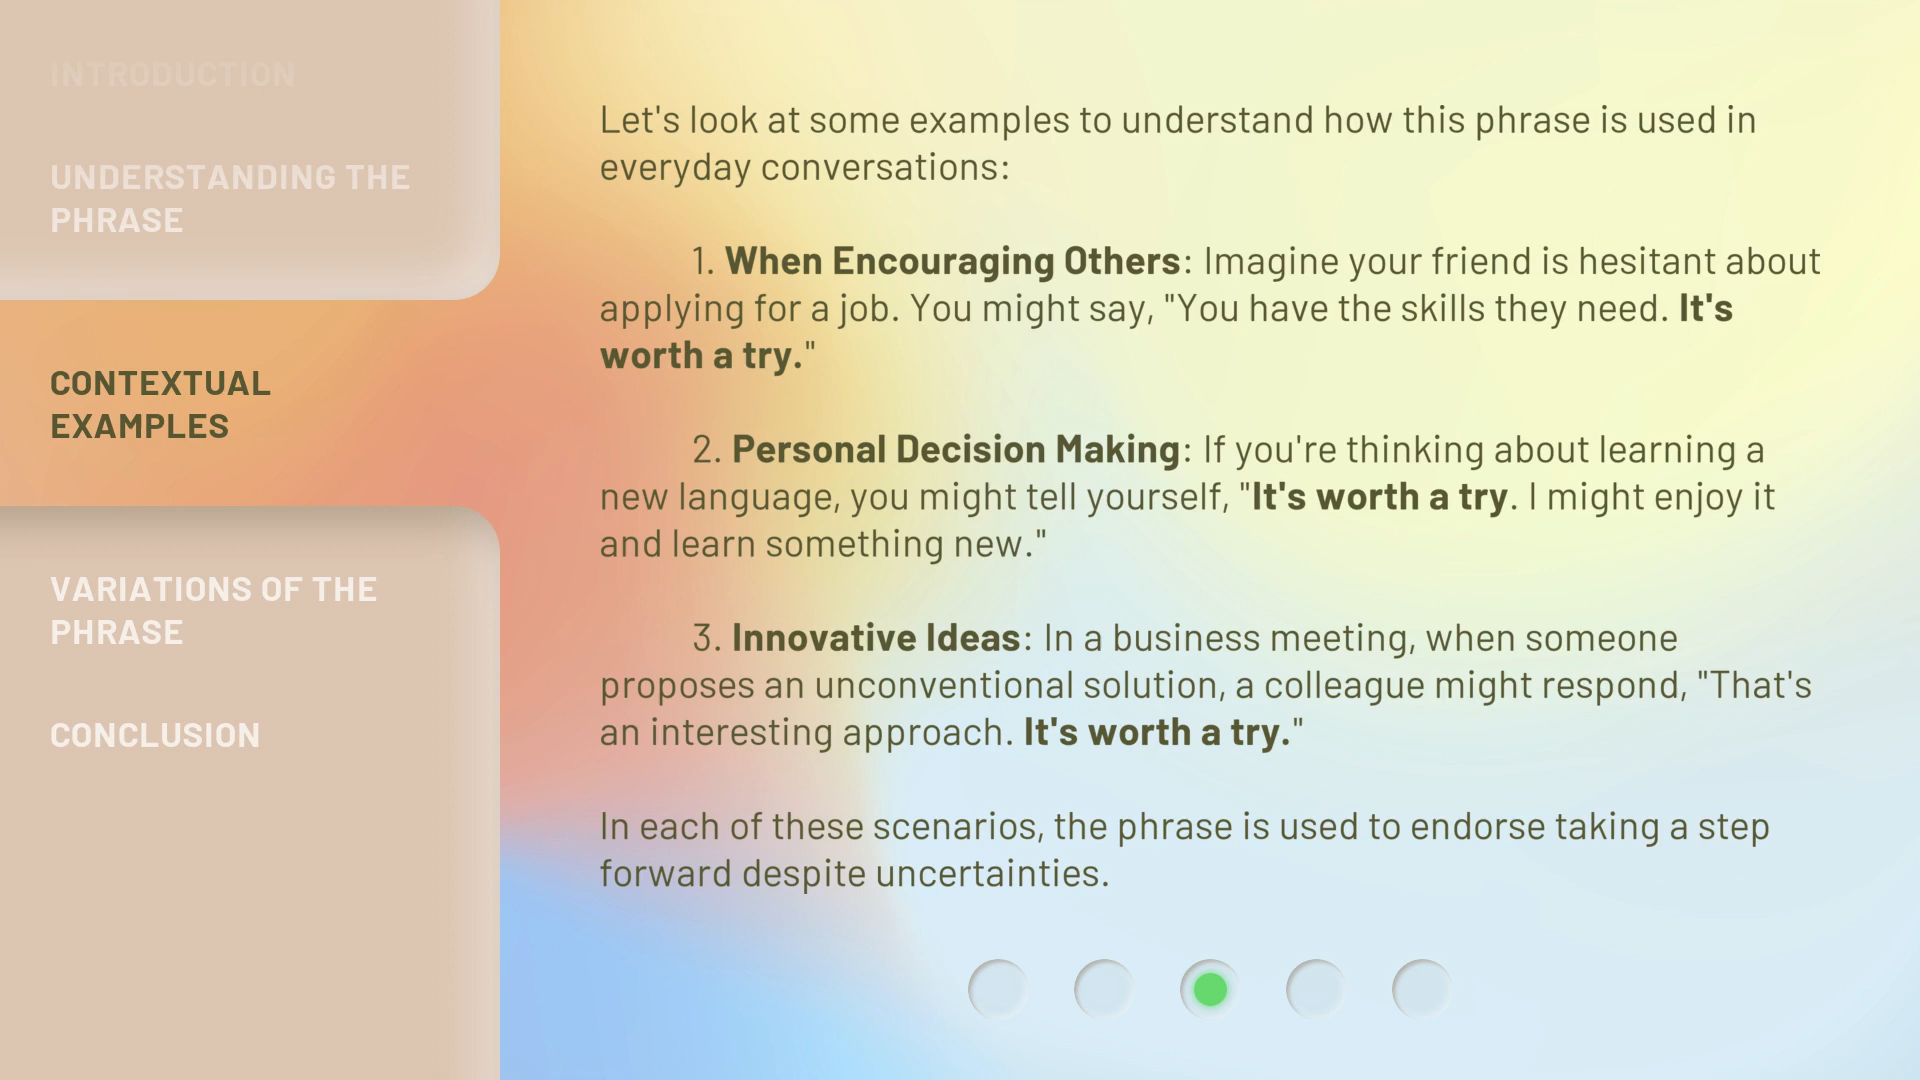 INTRODUCTION
UNDERSTANDING THE
PHRASE
CONTEXTUAL
EXAMPLES
VARIATIONS OF THE
PHRASE
CONCLUSION
Let's look at some examples to understand how this phrase is used in
everyday conversations:
1. When Encouraging Others: Imagine your friend is hesitant about
applying for a job. You might say, "You have the skills they need. It's
worth a try."
2. Personal Decision Making: If you're thinking about learning a
new language, you might tell yourself, "It's worth a try. I might enjoy it
and learn something new."
3. Innovative Ideas: In a business meeting, when someone
proposes an unconventional solution, a colleague might respond, "That's
an interesting approach. It's worth a try."
In each of these scenarios, the phrase is used to endorse taking a step
forward despite uncertainties.